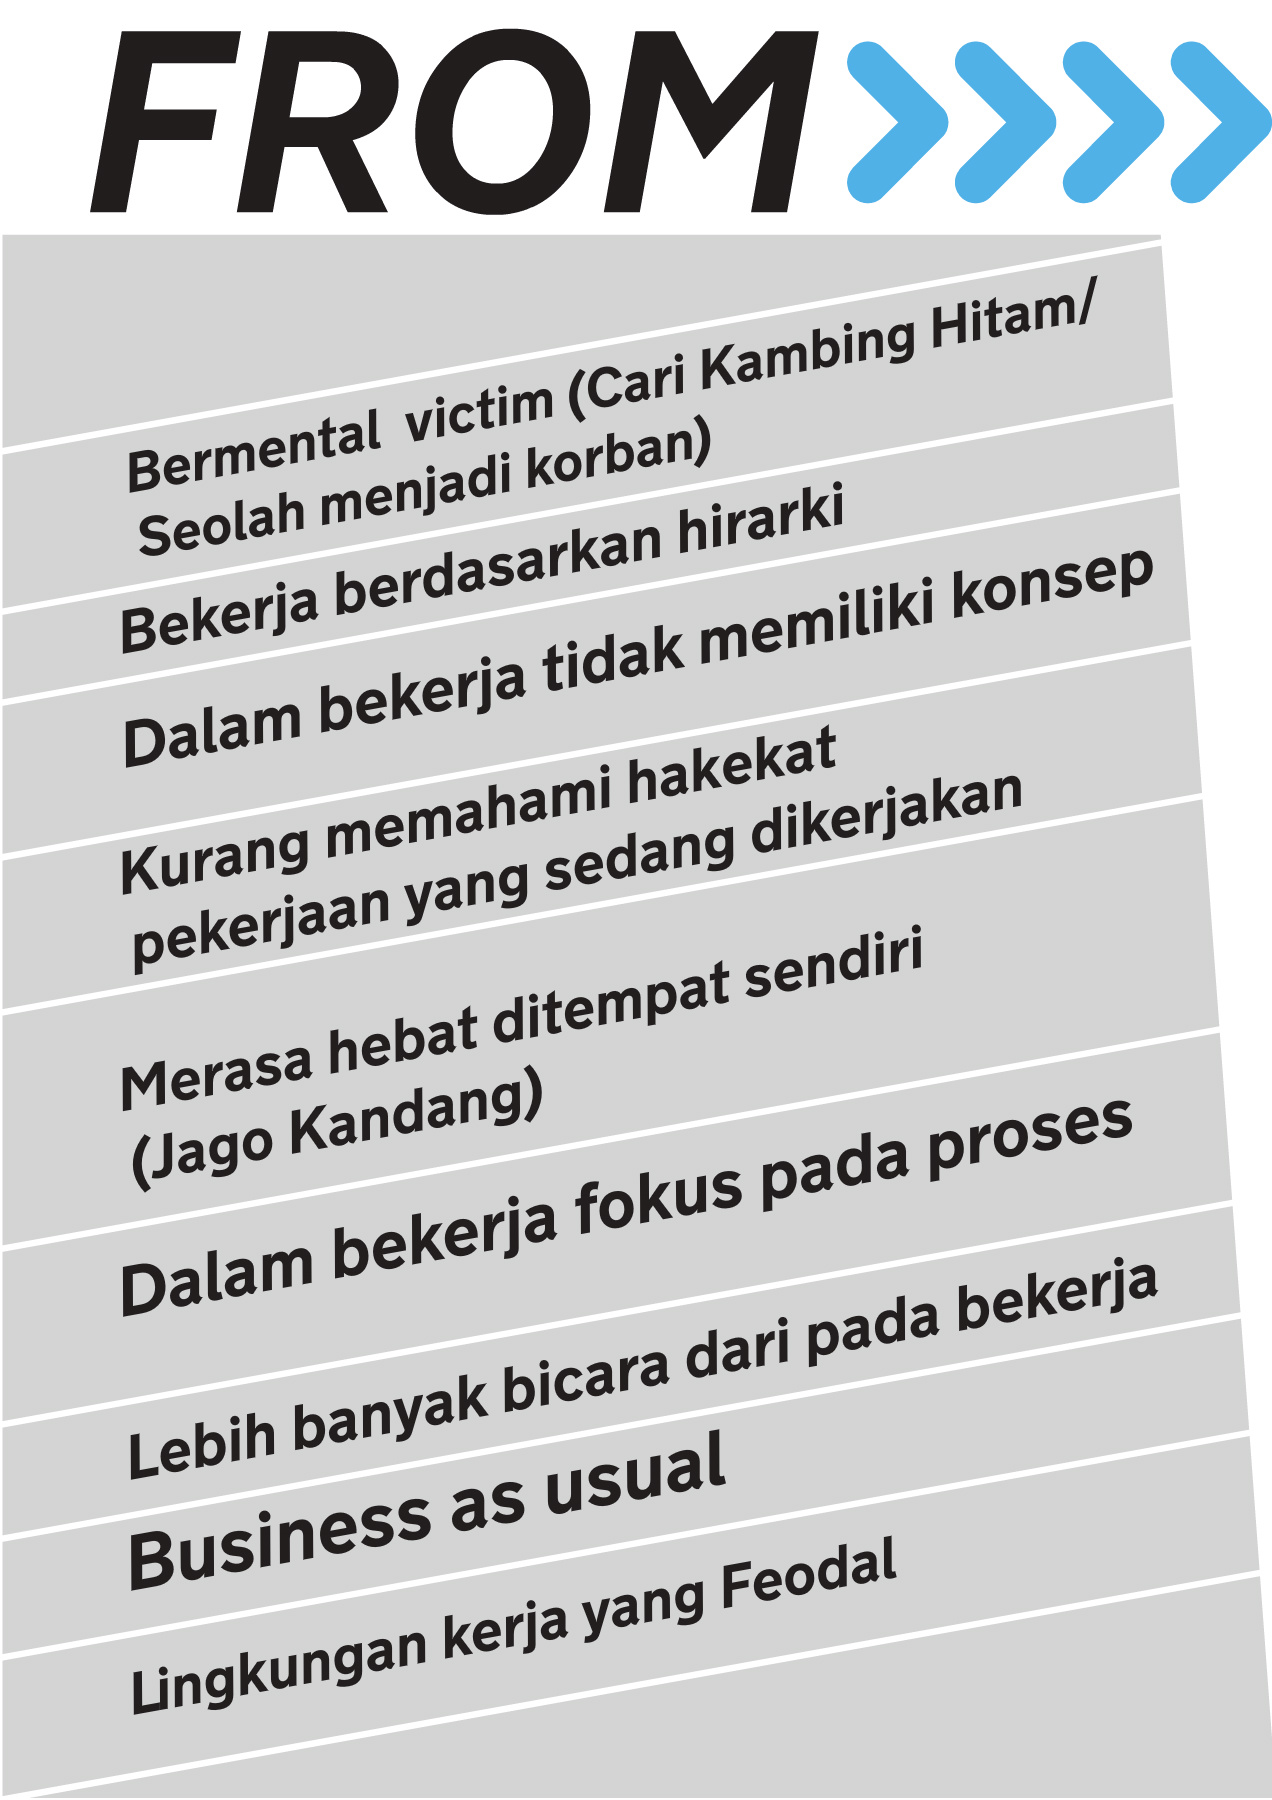 FROM
Bermental victim (Cari Kambing Hitam/
Seolah menjadi korban)
Bekerja berdasarkan hirarki
Dalam bekerja tidak memiliki konsep
Kurang memahami hakekat
pekerjaan yang sedang dikerjakan
Merasa hebat ditempat sendiri
(Jago Kandang)
Dalam bekerja fokus pada proses
Lebih banyak bicara dari pada bekerja
Business as usual
Lingkungan kerja yang Feodal